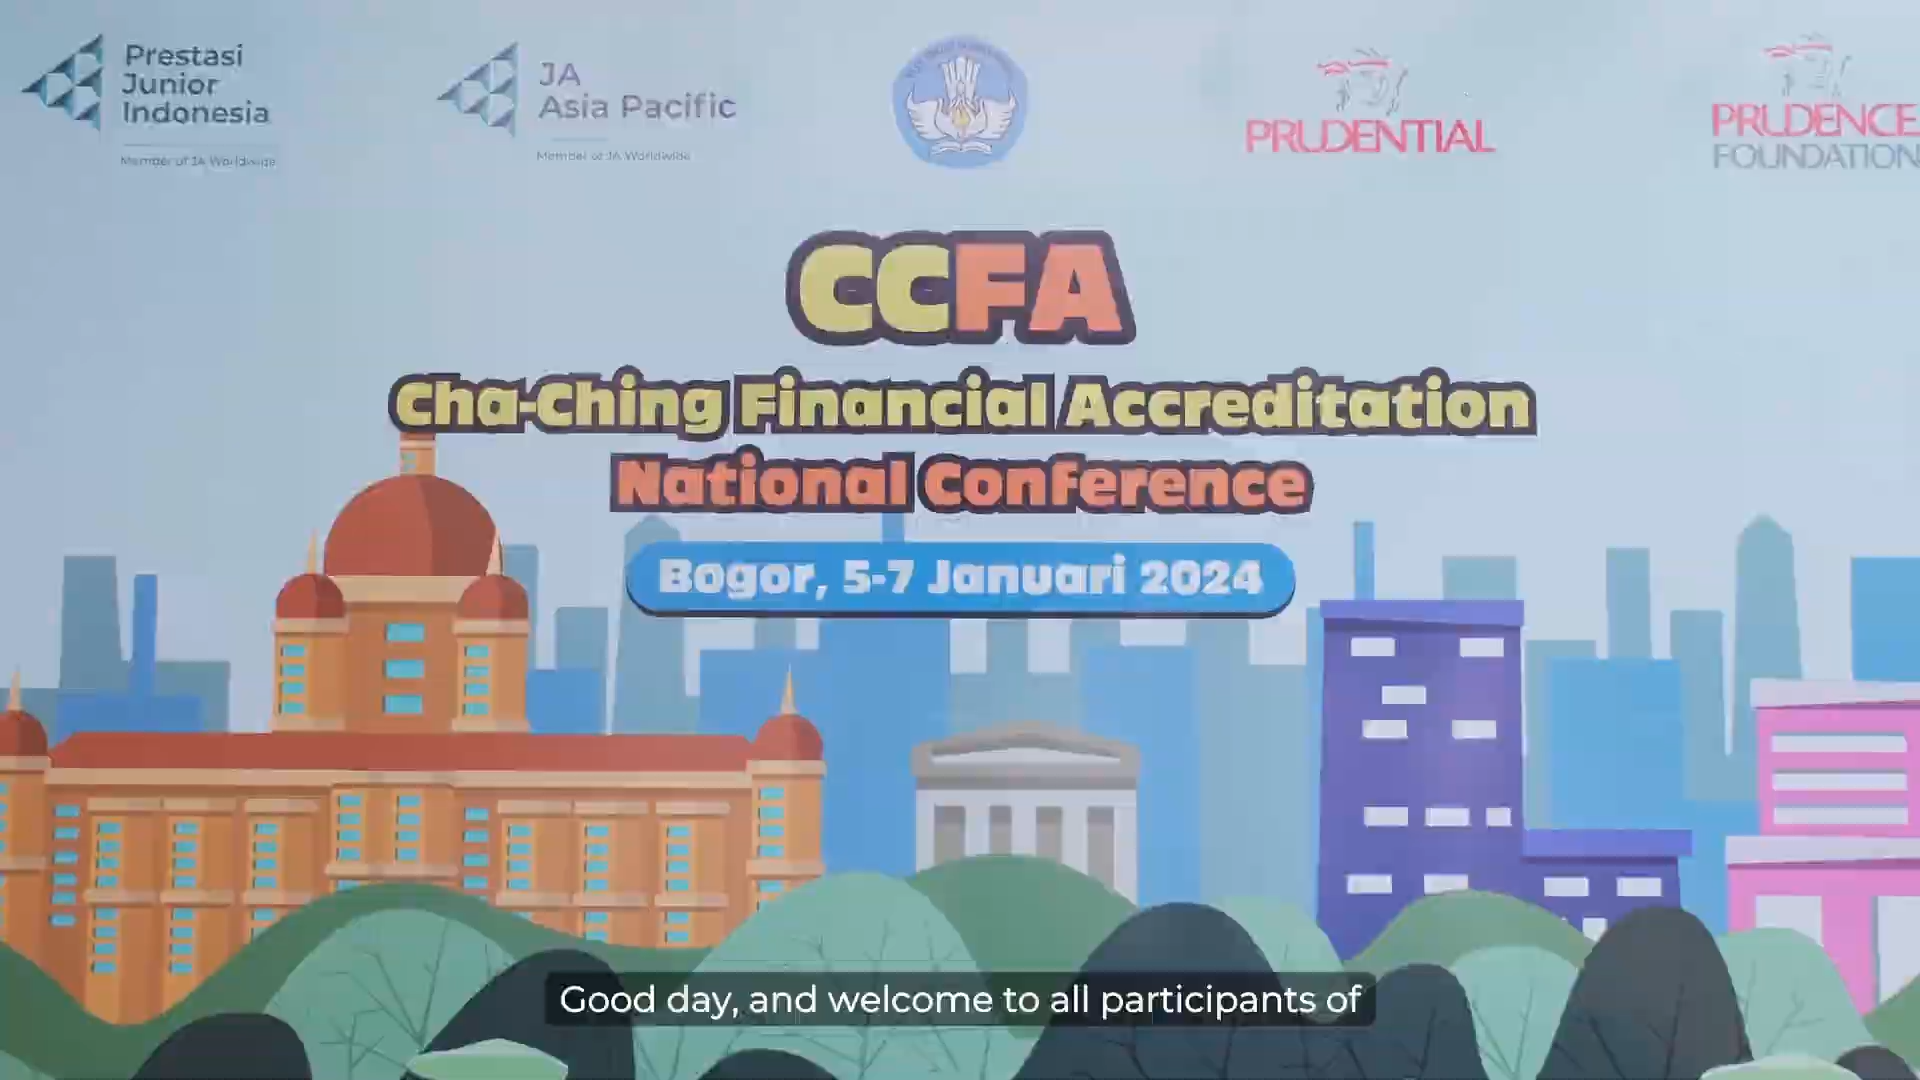 Prestasi
Junior
Indonesia
Member of JA Worldwide
JA
Asia Pacific
Member of JA Worldwide
PRUDENTIAL
PRUDENCE
FOUNDATION
CCFA
Cha-Ching Financial Accreditation
National Conference
Bogor, 5-7 Januari 2024
Good day, and welcome to all participants of